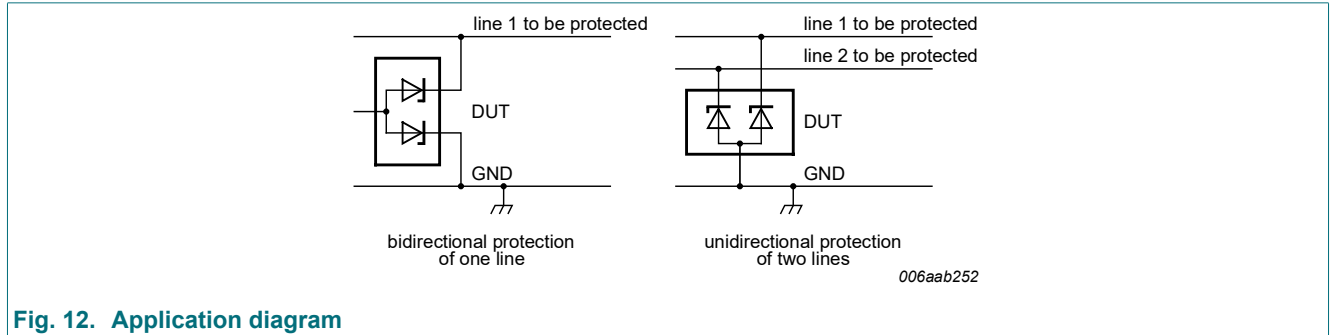 line 1 to be protected
DUT
GND
bidirectional protection
of one line
line 1 to be protected
line 2 to be protected
DUT
GND
unidirectional protection
of two lines
006aab252
Fig. 12. Application diagram